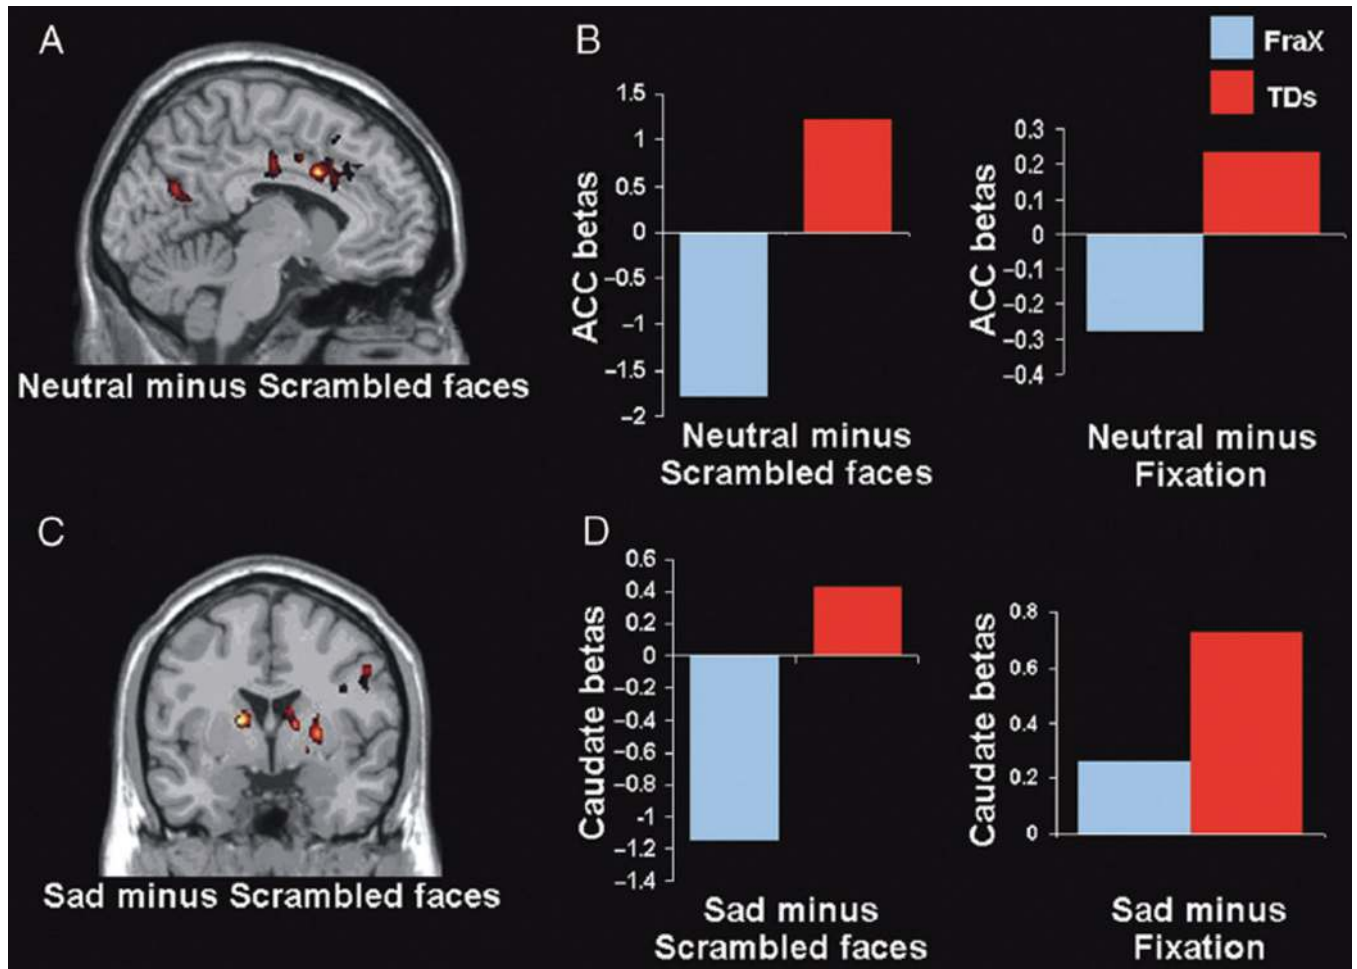 A
Neutral minus Scrambled faces
B
FraX
TDs
ACC betas
1.5
1
0.5
0
–0.5
–1
–1.5
–2
Neutral minus
Scrambled faces
ACC betas
0.3
0.2
0.1
0
–0.1
–0.2
–0.3
–0.4
Neutral minus
Fixation
C
Sad minus Scrambled faces
D
Caudate betas
0.6
0.4
0.2
0
–0.2
–0.4
–0.6
–0.8
-1
–1.2
–1.4
Sad minus
Scrambled faces
Caudate betas
0.8
0.6
0.4
0.2
0
Sad minus
Fixation